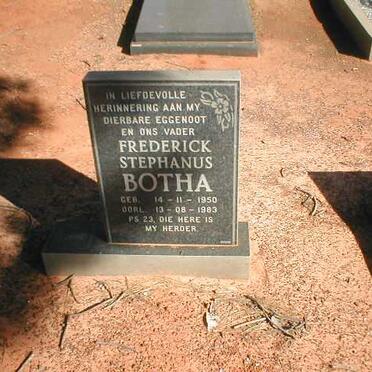 IN LIEFDEVOLLE
HERINNERING AAN MY
DIERBARE EGGENOOT
EN ONS VADER
FREDERICK
STEPHANUS
BOTHA
GEB. 14-11-1950
OORL. 13-08-1983
PS 23, DIE HERE IS
MY HERDER.